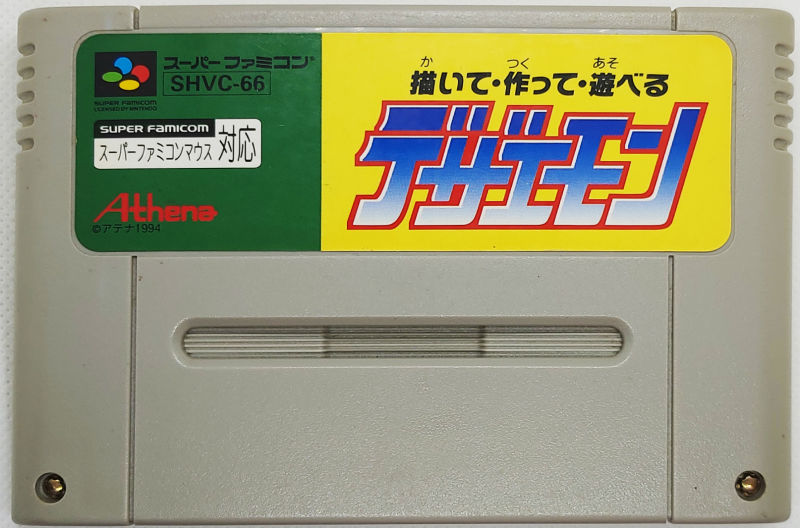 スーパーファミコン
SHVC-66
SUPER FAMICOM
LICENSED BY NINTENDO
SUPER FAMICOM
スーパーファミコンマウス 対応
Athena
©アテナ1994
か つく あそ
描いて・作って・遊べる
デザエモン